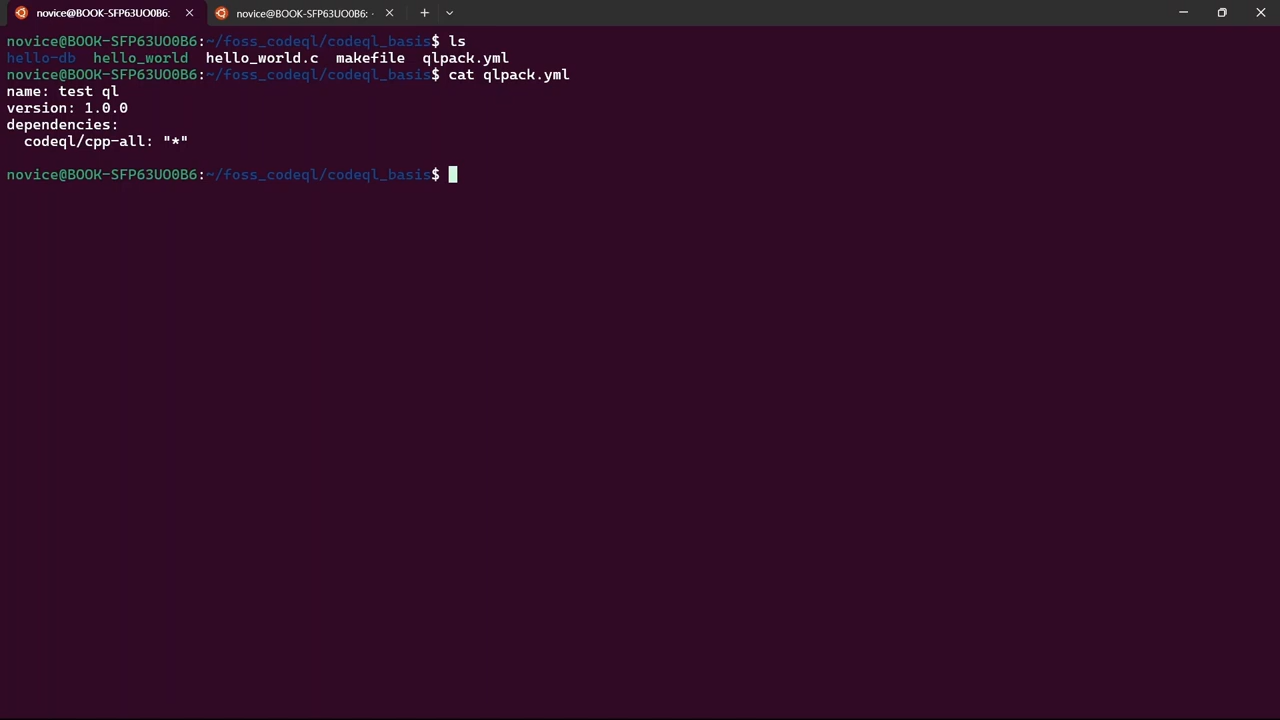 novice@BOOK-SFP63UO0B6: novice@BOOK-SFP63UO0B6: -
novice@BOOK-SFP63UO0B6:~/foss_codeql/codeql_basis$ ls
hello-db hello_world hello_world.c makefile qlpack.yml
novice@BOOK-SFP63UO0B6:~/foss_codeql/codeql_basis$ cat qlpack.yml
name: test ql
version: 1.0.0
dependencies:
  codeql/cpp-all: "*"
novice@BOOK-SFP63UO0B6:~/foss_codeql/codeql_basis$